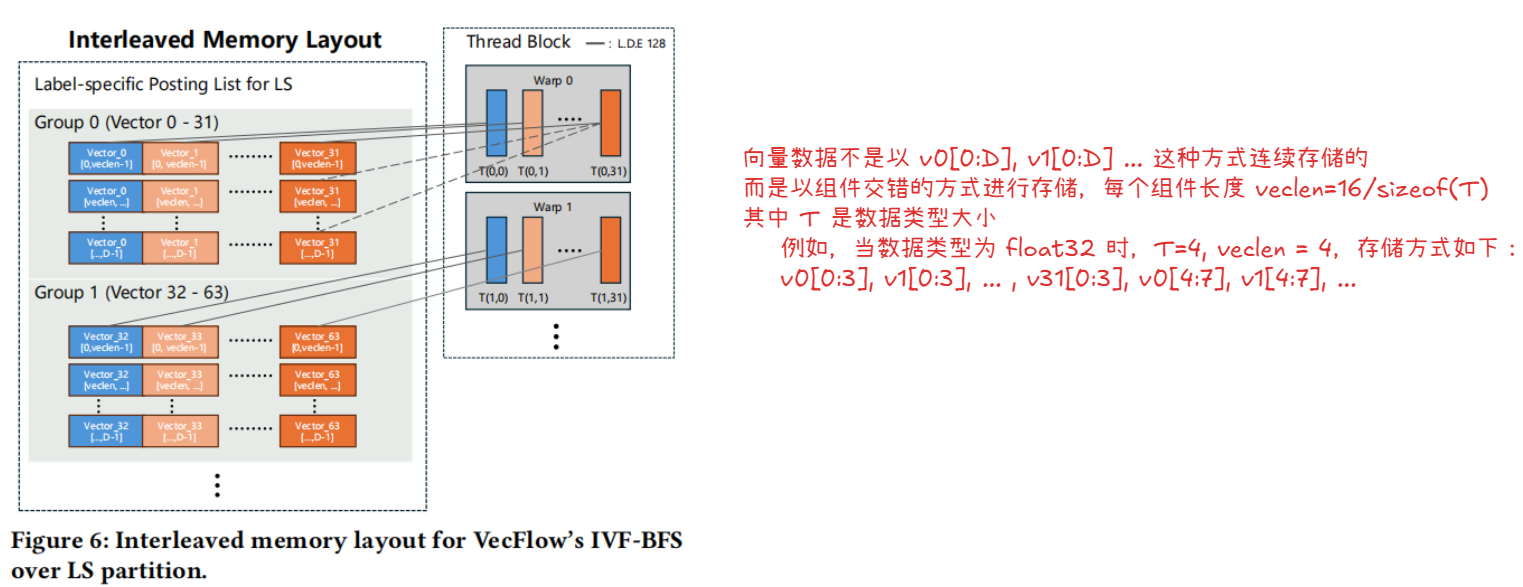 Interleaved Memory Layout
Label-specific Posting List for LS
Group 0 (Vector 0 - 31)
Vector_0 Vector_1 ........ Vector_31
[0,veclen-1] [0, veclen-1] [0,veclen-1]
Vector_0 Vector_1 ........ Vector_31
[veclen, ...] [veclen, ...] [veclen, ...]
Vector_0 Vector_1 ........ Vector_31
[...,D-1] [...,D-1] [...,D-1]
Group 1 (Vector 32 - 63)
Vector_32 Vector_33 ........ Vector_63
[0,veclen-1] [0, veclen-1] [0,veclen-1]
Vector_32 Vector_33 ........ Vector_63
[veclen, ...] [veclen, ...] [veclen, ...]
Vector_32 Vector_33 ........ Vector_63
[...,D-1] [...,D-1] [...,D-1]
Thread Block — : L.D.E 128
Warp 0
....
T(0,0) T(0,1) T(0,31)
Warp 1
....
T(1,0) T(1,1) T(1,31)
向量数据不是以 v0[0:D], v1[0:D] ... 这种方式连续存储的
而是以组件交错的方式进行存储，每个组件长度 veclen=16/sizeof(T)
其中 T 是数据类型大小
例如，当数据类型为 float32 时，T=4, veclen = 4，存储方式如下：
v0[0:3], v1[0:3], ... , v31[0:3], v0[4:7], v1[4:7], ...
Figure 6: Interleaved memory layout for VecFlow's IVF-BFS
over LS partition.